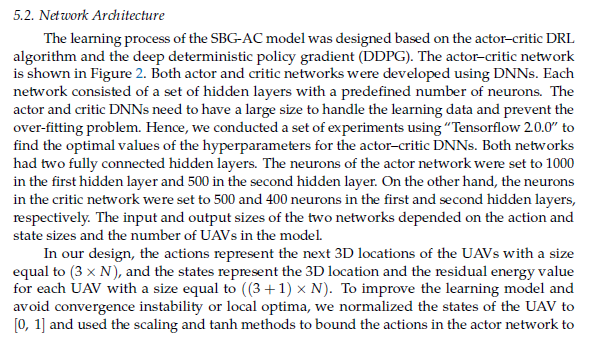 5.2. Network Architecture
The learning process of the SBG-AC model was designed based on the actor–critic DRL
algorithm and the deep deterministic policy gradient (DDPG). The actor–critic network
is shown in Figure 2. Both actor and critic networks were developed using DNNs. Each
network consisted of a set of hidden layers with a predefined number of neurons. The
actor and critic DNNs need to have a large size to handle the learning data and prevent the
over-fitting problem. Hence, we conducted a set of experiments using “Tensorflow 2.0.0” to
find the optimal values of the hyperparameters for the actor–critic DNNs. Both networks
had two fully connected hidden layers. The neurons of the actor network were set to 1000
in the first hidden layer and 500 in the second hidden layer. On the other hand, the neurons
in the critic network were set to 500 and 400 neurons in the first and second hidden layers,
respectively. The input and output sizes of the two networks depended on the action and
state sizes and the number of UAVs in the model.
In our design, the actions represent the next 3D locations of the UAVs with a size
equal to (3 × N), and the states represent the 3D location and the residual energy value
for each UAV with a size equal to ((3 + 1) × N). To improve the learning model and
avoid convergence instability or local optima, we normalized the states of the UAV to
[0, 1] and used the scaling and tanh methods to bound the actions in the actor network to